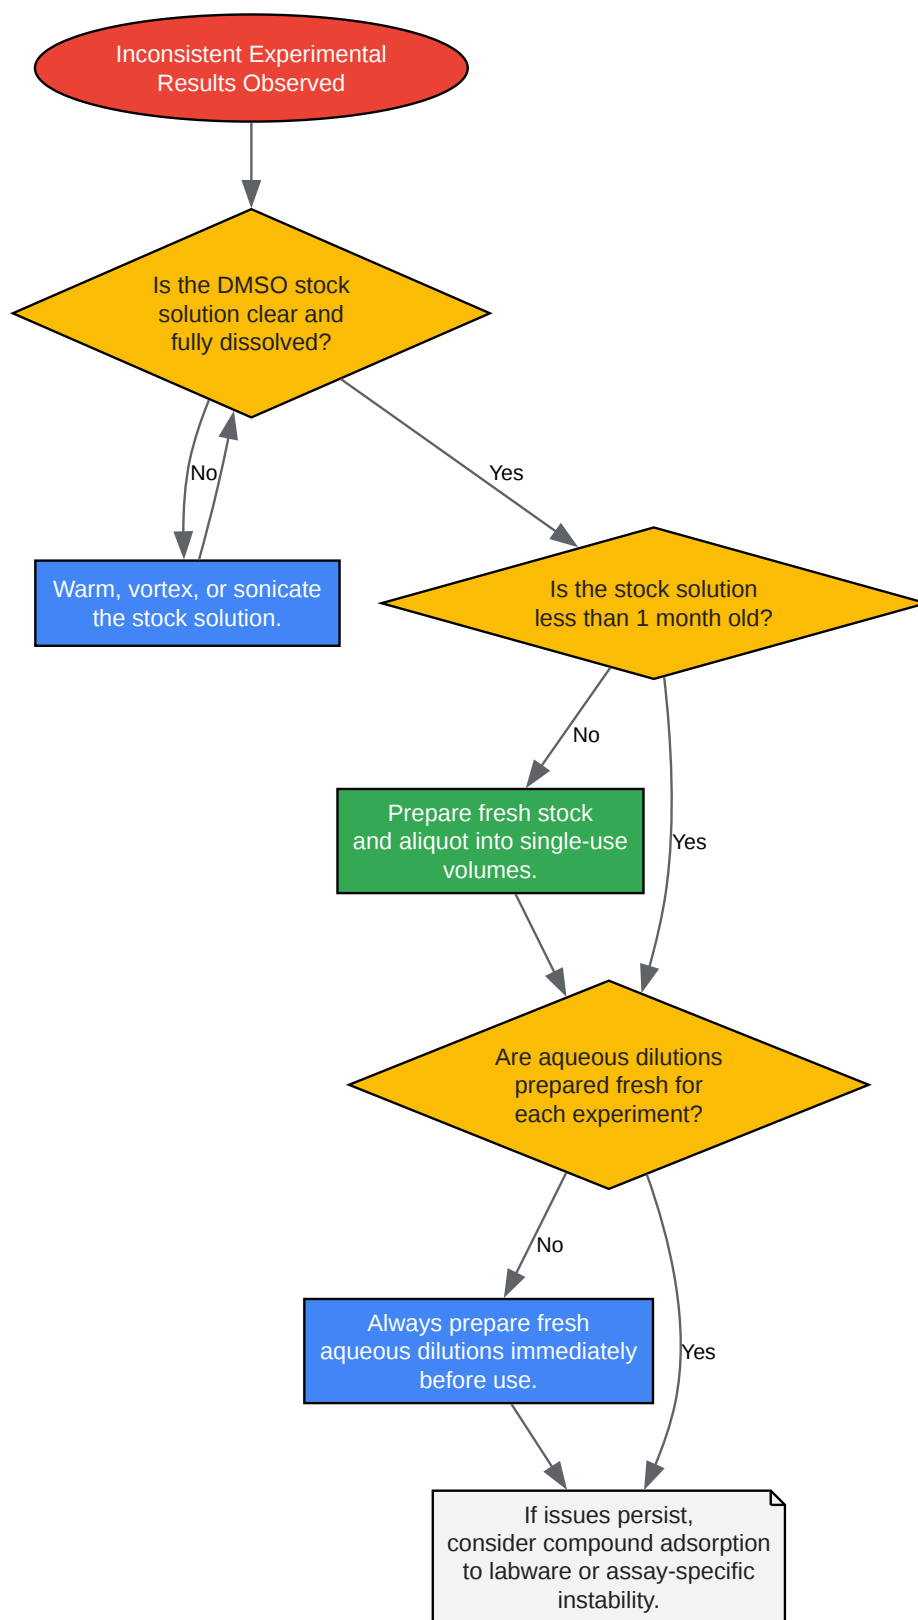 Inconsistent Experimental
Results Observed
Is the DMSO stock
solution clear and
fully dissolved?
No
Yes
Warm, vortex, or sonicate
the stock solution.
Is the stock solution
less than 1 month old?
No
Prepare fresh stock
and aliquot into single-use
volumes.
Yes
Are aqueous dilutions
prepared fresh for
each experiment?
No
Always prepare fresh
aqueous dilutions immediately
before use.
Yes
If issues persist,
consider compound adsorption
to labware or assay-specific
instability.